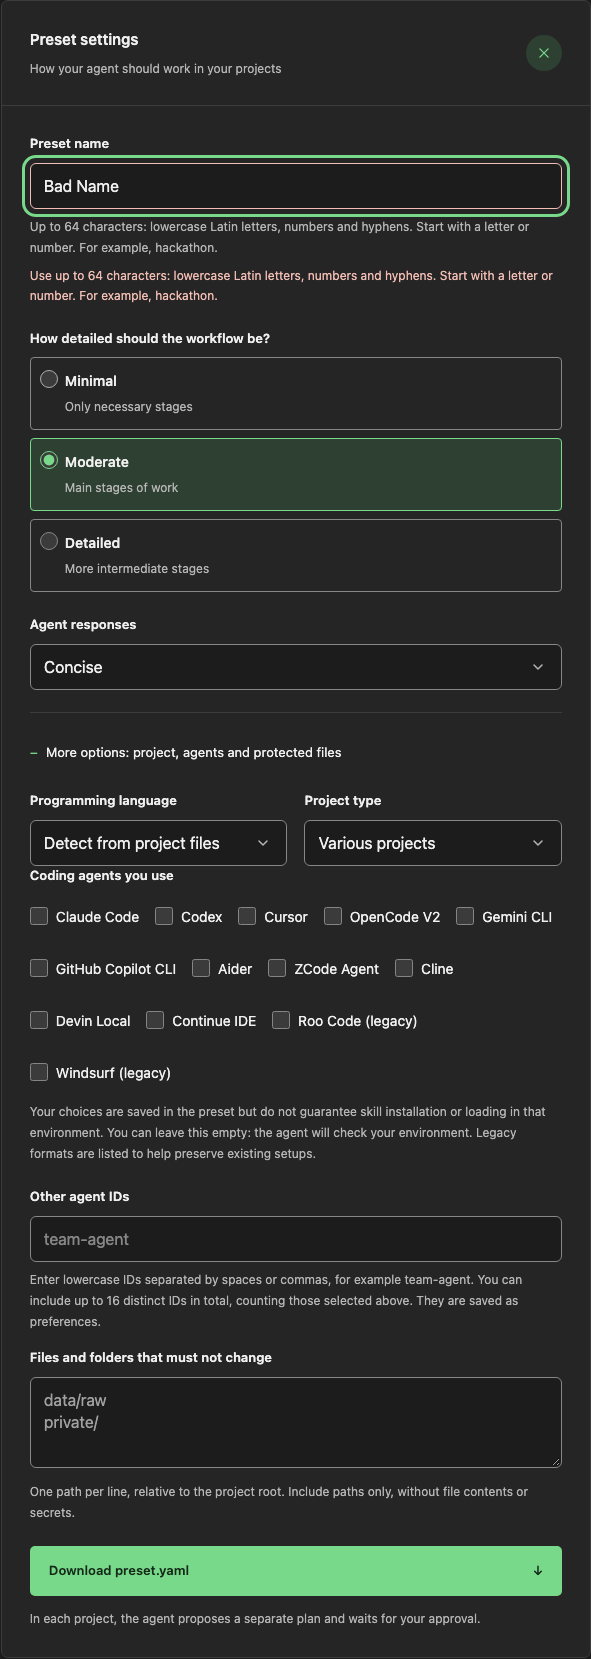 Preset settings
How your agent should work in your projects
Preset name
Bad Name
Up to 64 characters: lowercase Latin letters, numbers and hyphens. Start with a letter or
number. For example, hackathon.
Use up to 64 characters: lowercase Latin letters, numbers and hyphens. Start with a letter or
number. For example, hackathon.
How detailed should the workflow be?
Minimal
Only necessary stages
Moderate
Main stages of work
Detailed
More intermediate stages
Agent responses
Concise
– More options: project, agents and protected files
Programming language Project type
Detect from project files Various projects
Coding agents you use
Claude Code Codex Cursor OpenCode V2 Gemini CLI
GitHub Copilot CLI Aider ZCode Agent Cline
Devin Local Continue IDE Roo Code (legacy)
Windsurf (legacy)
Your choices are saved in the preset but do not guarantee skill installation or loading in that
environment. You can leave this empty: the agent will check your environment. Legacy
formats are listed to help preserve existing setups.
Other agent IDs
team-agent
Enter lowercase IDs separated by spaces or commas, for example team-agent. You can
include up to 16 distinct IDs in total, counting those selected above. They are saved as
preferences.
Files and folders that must not change
data/raw
private/
One path per line, relative to the project root. Include paths only, without file contents or
secrets.
Download preset.yaml ↓
In each project, the agent proposes a separate plan and waits for your approval.